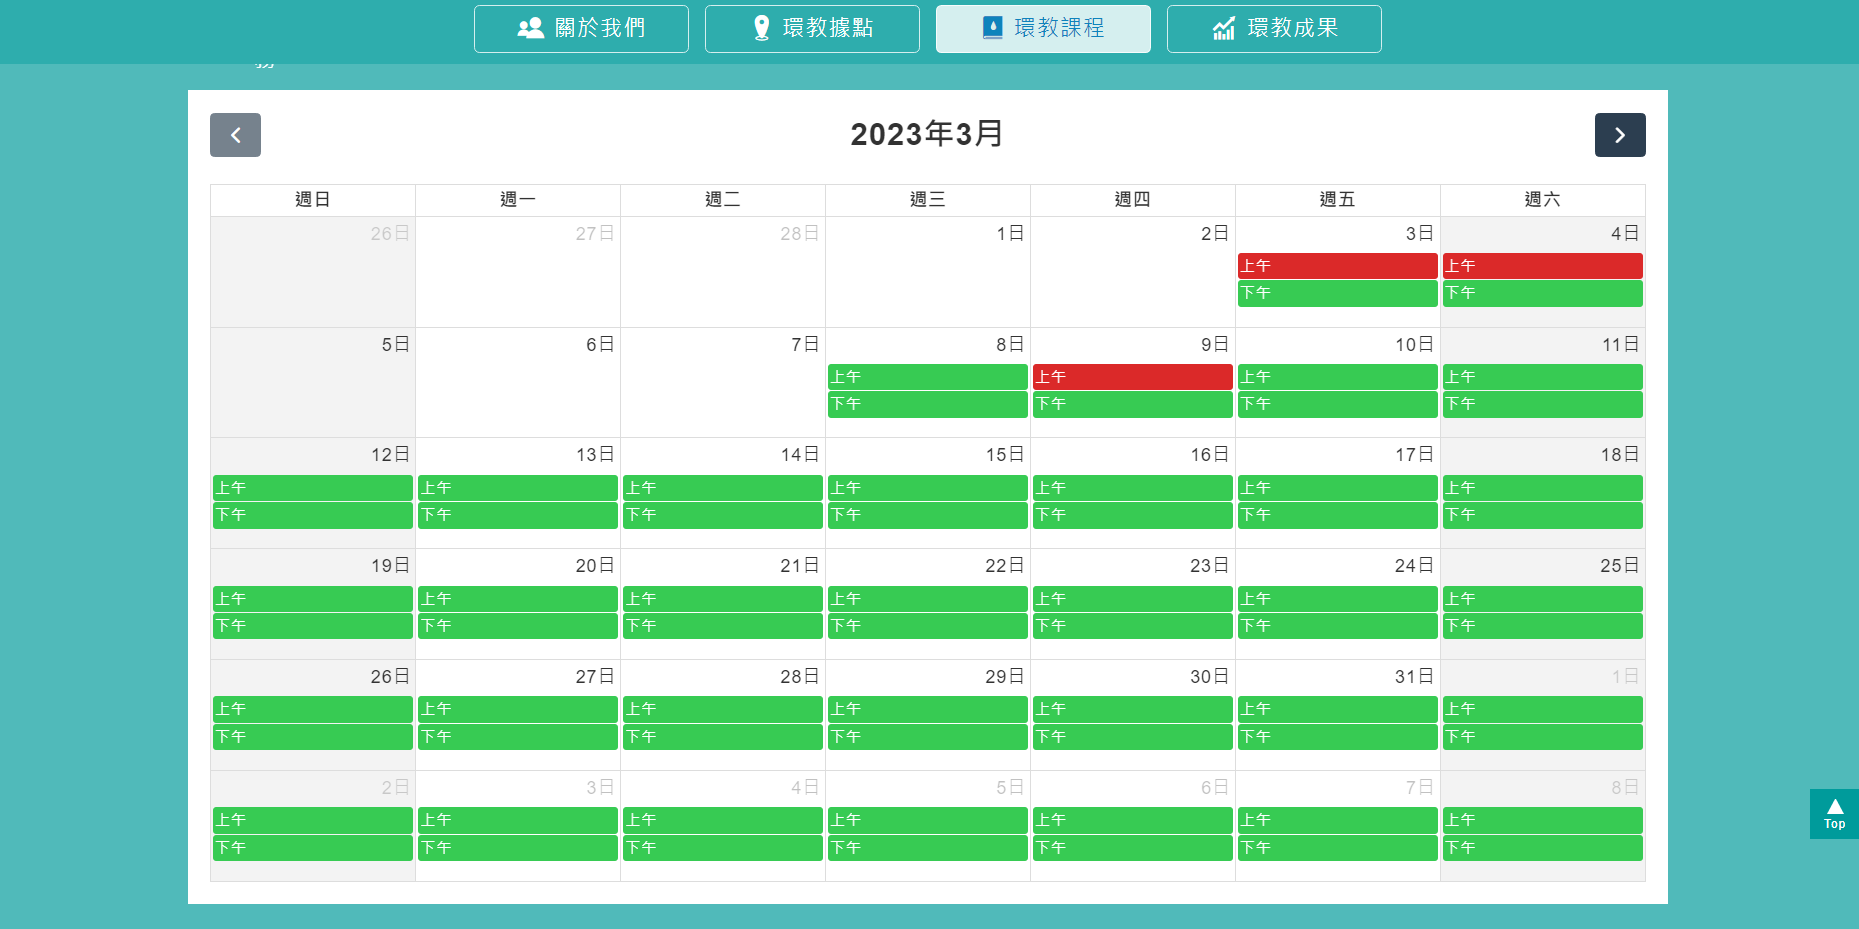 關於我們 環教據點 環教課程 環教成果
2023年3月
週日 週一 週二 週三 週四 週五 週六
26日 27日 28日 1日 2日 3日 4日
上午 上午
下午 下午
5日 6日 7日 8日 9日 10日 11日
上午 上午 上午 上午
下午 下午 下午 下午
12日 13日 14日 15日 16日 17日 18日
上午 上午 上午 上午 上午 上午 上午
下午 下午 下午 下午 下午 下午 下午
19日 20日 21日 22日 23日 24日 25日
上午 上午 上午 上午 上午 上午 上午
下午 下午 下午 下午 下午 下午 下午
26日 27日 28日 29日 30日 31日 1日
上午 上午 上午 上午 上午 上午 上午
下午 下午 下午 下午 下午 下午 下午
2日 3日 4日 5日 6日 7日 8日
上午 上午 上午 上午 上午 上午 上午
下午 下午 下午 下午 下午 下午 下午
Top